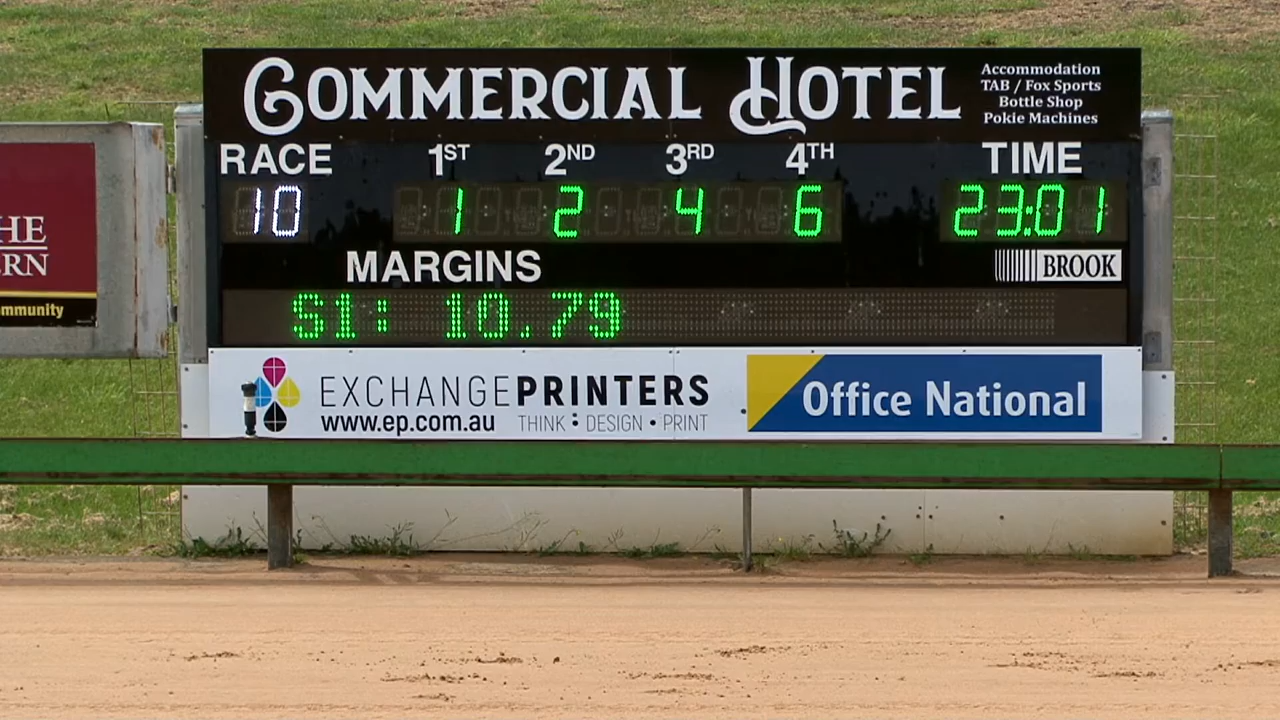 COMMERCIAL HOTEL
Accommodation
TAB / Fox Sports
Bottle Shop
Pokie Machines
RACE 1ST 2ND 3RD 4TH TIME
10 1 2 4 6 23:01
MARGINS BROOK
S1: 10.79
EXCHANGEPRINTERS
www.ep.com.au THINK : DESIGN • PRINT
Office National
HE
RN
mmunity